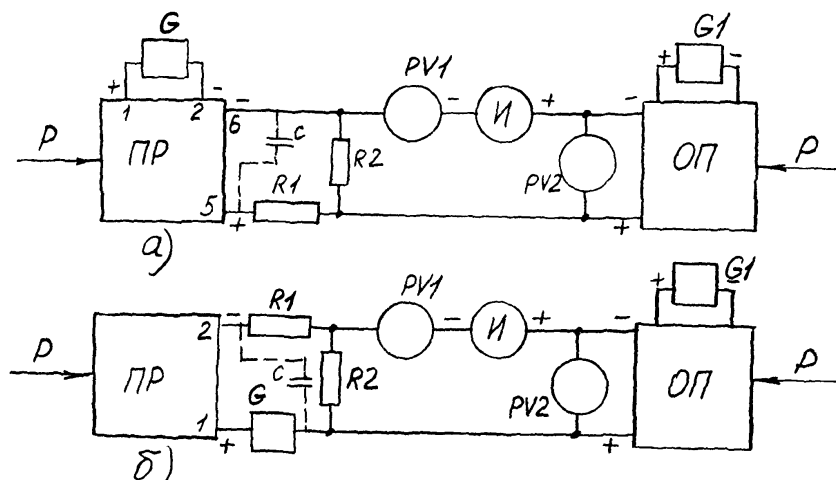 G
G1
+ - + -
1 2 - PV1 - + -
6
P ПР C R2 И PV2 ОП P
R1
5 + +
а)
R1 PV1 + G1
2 - - + -
P ПР C R2 И PV2 ОП P
G
1 + +
б)